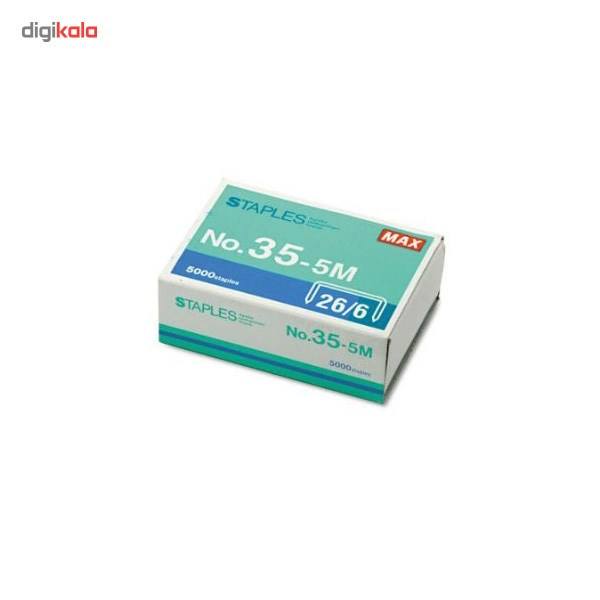 digikala
STAPLES
No.35-5M
MAX
5000staples
26/6
STAPLES
No.35-5M
5000staples